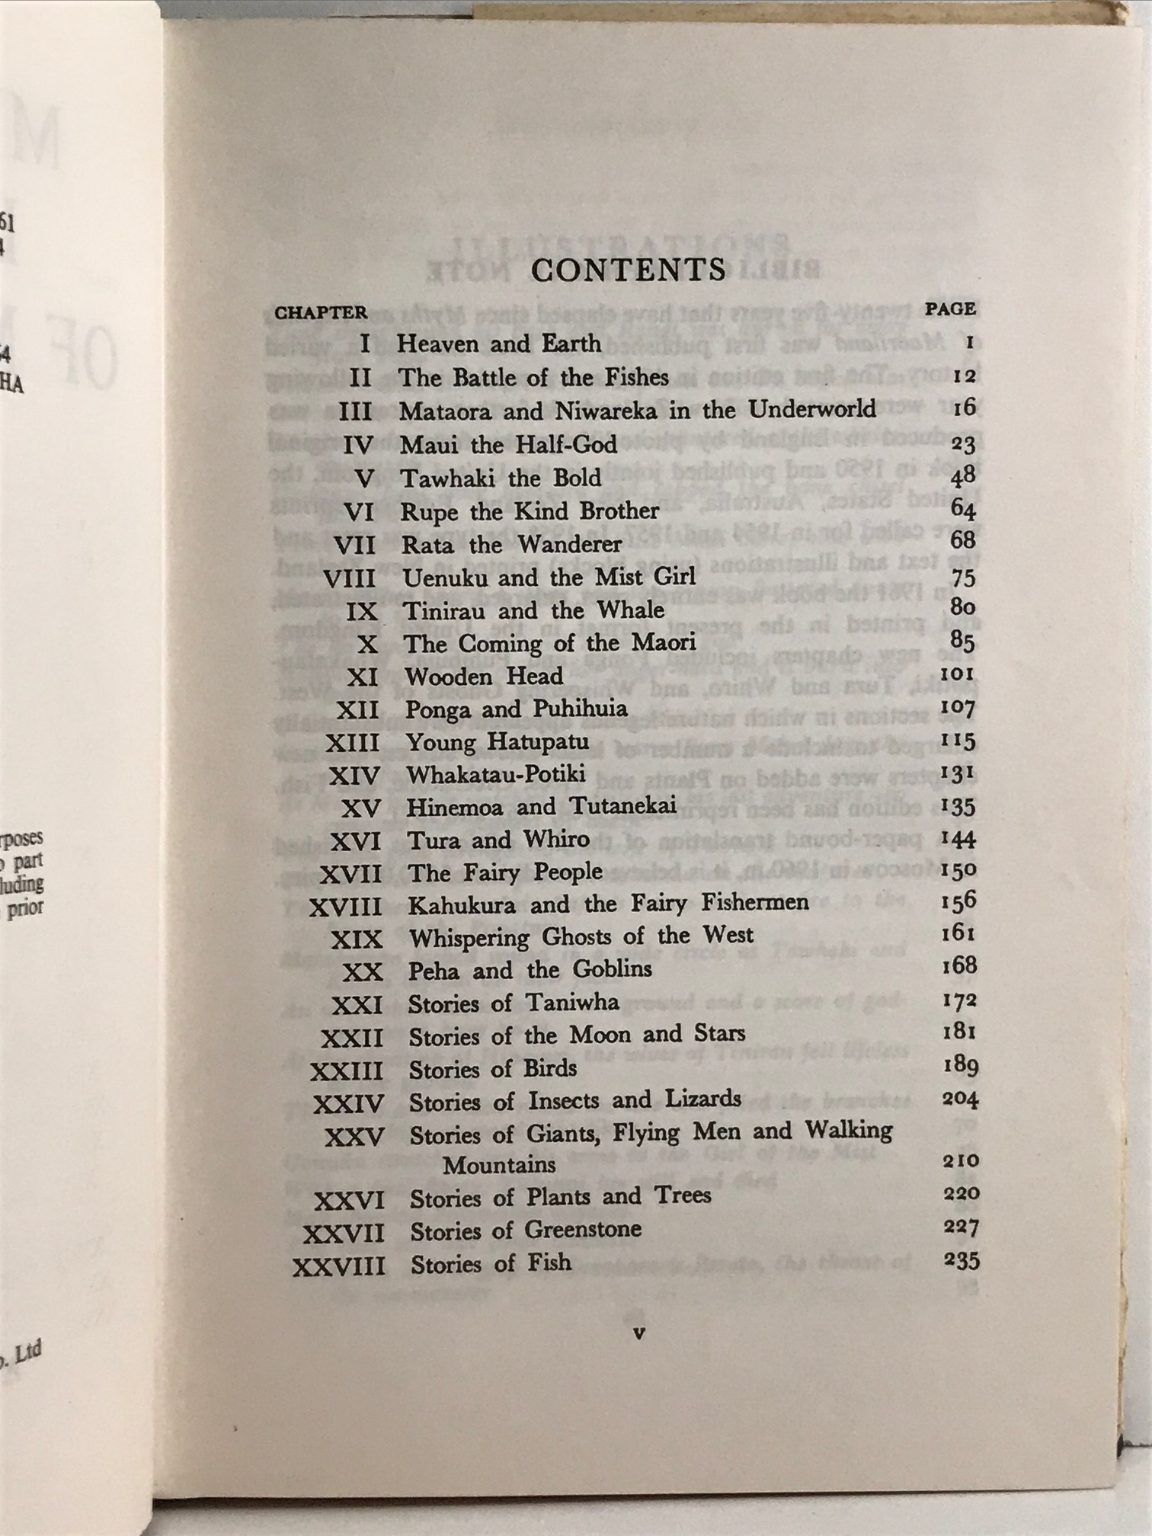 61
4
HA
rposes
part
luding
prior
o. Ltd
CONTENTS
CHAPTER PAGE
I Heaven and Earth 1
II The Battle of the Fishes 12
III Mataora and Niwareka in the Underworld 16
IV Maui the Half-God 23
V Tawhaki the Bold 48
VI Rupe the Kind Brother 64
VII Rata the Wanderer 68
VIII Uenuku and the Mist Girl 75
IX Tinirau and the Whale 80
X The Coming of the Maori 85
XI Wooden Head 101
XII Ponga and Puhihuia 107
XIII Young Hatupatu 115
XIV Whakatau-Potiki 131
XV Hinemoa and Tutanekai 135
XVI Tura and Whiro 144
XVII The Fairy People 150
XVIII Kahukura and the Fairy Fishermen 156
XIX Whispering Ghosts of the West 161
XX Peha and the Goblins 168
XXI Stories of Taniwha 172
XXII Stories of the Moon and Stars 181
XXIII Stories of Birds 189
XXIV Stories of Insects and Lizards 204
XXV Stories of Giants, Flying Men and Walking
Mountains 210
XXVI Stories of Plants and Trees 220
XXVII Stories of Greenstone 227
XXVIII Stories of Fish 235
v